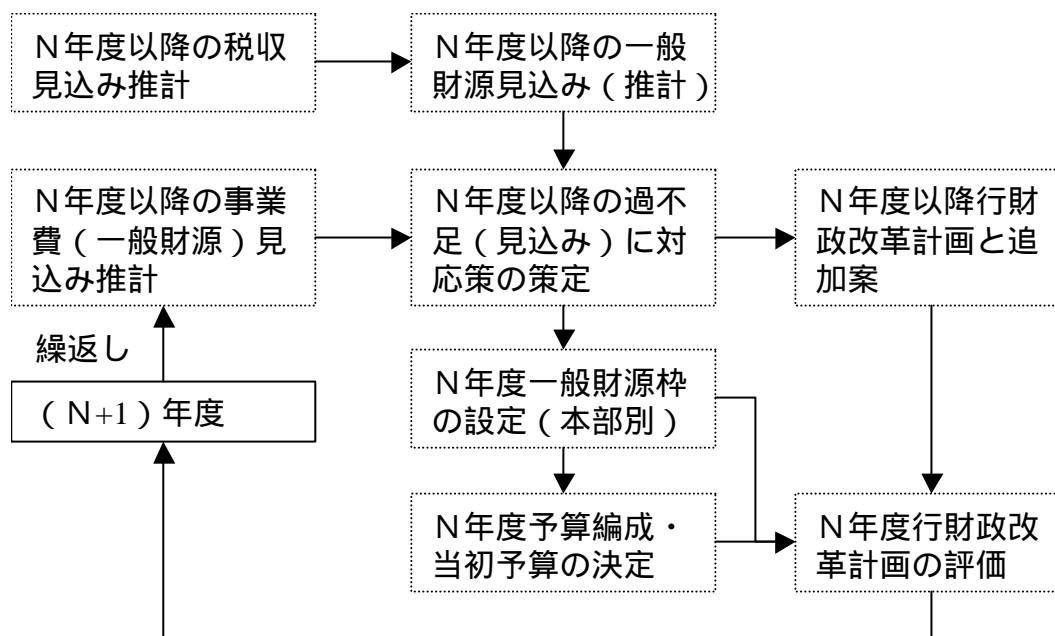 Ｎ年度以降の税収
見込み推計
Ｎ年度以降の一般
財源見込み（推計）
Ｎ年度以降の事業
費（一般財源）見
込み推計
Ｎ年度以降の過不
足（見込み）に対
応策の策定
Ｎ年度以降行財
政改革計画と追
加案
繰返し
（Ｎ+1）年度
Ｎ年度一般財源枠
の設定（本部別）
Ｎ年度予算編成・
当初予算の決定
Ｎ年度行財政改
革計画の評価